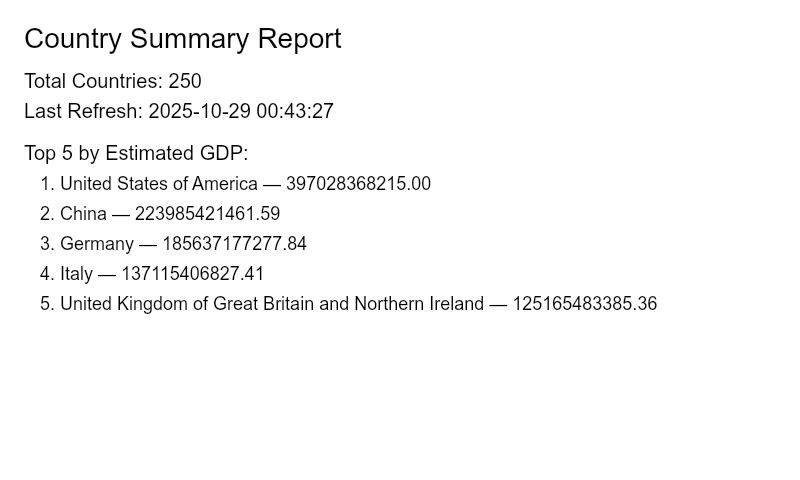 Country Summary Report
Total Countries: 250
Last Refresh: 2025-10-29 00:43:27
Top 5 by Estimated GDP:
1. United States of America — 397028368215.00
2. China — 223985421461.59
3. Germany — 185637177277.84
4. Italy — 137115406827.41
5. United Kingdom of Great Britain and Northern Ireland — 125165483385.36